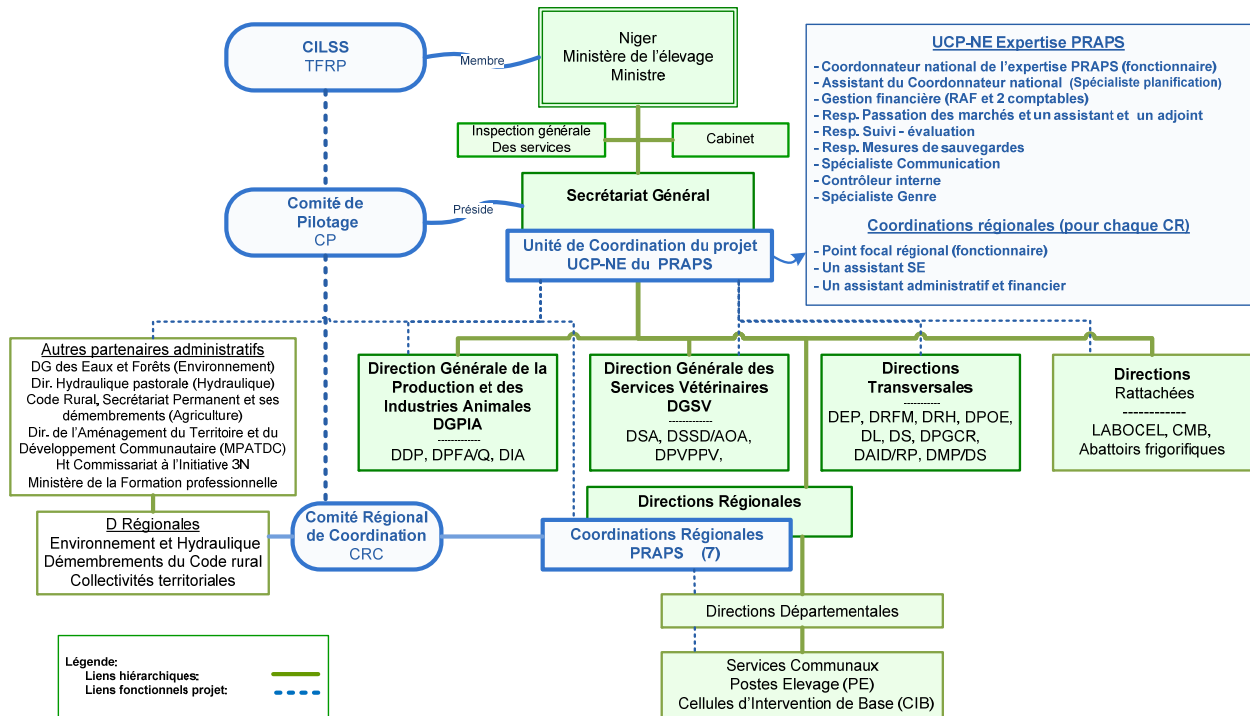 CILSS
TFRP
Membre
Niger
Ministère de l'élevage
Ministre
Inspection générale
Des services
Cabinet
Secrétariat Général
Comité de
Pilotage
CP
Préside
Unité de Coordination du projet
UCP-NE du PRAPS
UCP-NE Expertise PRAPS
- Coordonnateur national de l'expertise PRAPS (fonctionnaire)
- Assistant du Coordonnateur national (Spécialiste planification)
- Gestion financière (RAF et 2 comptables)
- Resp. Passation des marchés et un assistant et un adjoint
- Resp. Suivi - évaluation
- Resp. Mesures de sauvegardes
- Spécialiste Communication
- Contrôleur interne
- Spécialiste Genre
Coordinations régionales (pour chaque CR)
- Point focal régional (fonctionnaire)
- Un assistant SE
- Un assistant administratif et financier
Autres partenaires administratifs
DG des Eaux et Forêts (Environnement)
Dir. Hydraulique pastorale (Hydraulique)
Code Rural, Secrétariat Permanent et ses
démembrements (Agriculture)
Dir. de l'Aménagement du Territoire et du
Développement Communautaire (MPATDC)
Ht Commissariat à l'Initiative 3N
Ministère de la Formation professionnelle
Direction Générale de la
Production et des
Industries Animales
DGPIA
-------------
DDP, DPFA/Q, DIA
Direction Générale des
Services Vétérinaires
DGSV
-------------
DSA, DSSD/AOA,
DPVPPV,
Directions
Transversales
------------
DEP, DRFM, DRH, DPOE,
DL, DS, DPGCR,
DAID/RP, DMP/DS
Directions
Rattachées
------------
LABOCEL, CMB,
Abattoirs frigorifiques
D Régionales
Environnement et Hydraulique
Démembrements du Code rural
Collectivités territoriales
Comité Régional
de Coordination
CRC
Directions Régionales
Coordinations Régionales
PRAPS (7)
Directions Départementales
Services Communaux
Postes Elevage (PE)
Cellules d'Intervention de Base (CIB)
Légende:
Liens hiérarchiques:
Liens fonctionnels projet: